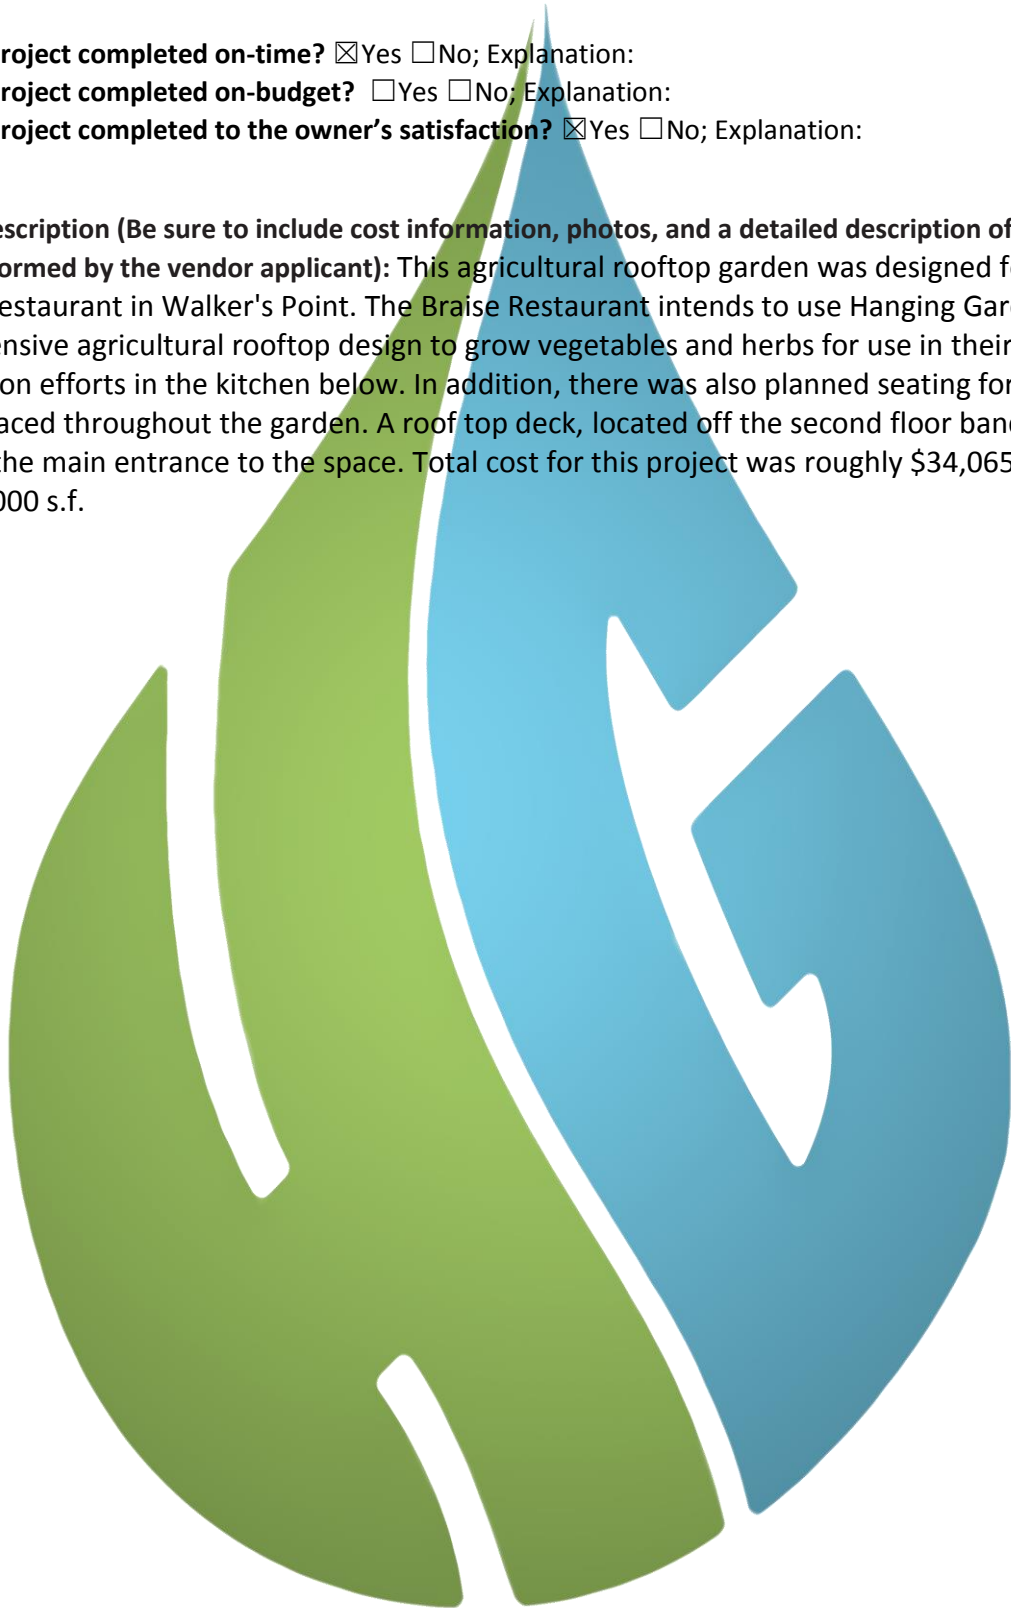 roject completed on-time? ☒Yes ☐No; Explanation:
roject completed on-budget? ☐Yes ☐No; Explanation:
roject completed to the owner’s satisfaction? ☒Yes ☐No; Explanation:
escription (Be sure to include cost information, photos, and a detailed description of
ormed by the vendor applicant): This agricultural rooftop garden was designed f
estaurant in Walker's Point. The Braise Restaurant intends to use Hanging Gar
ensive agricultural rooftop design to grow vegetables and herbs for use in their
on efforts in the kitchen below. In addition, there was also planned seating for
aced throughout the garden. A roof top deck, located off the second floor ban
the main entrance to the space. Total cost for this project was roughly $34,065
000 s.f.